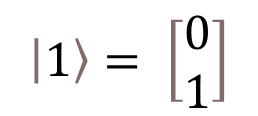 |1⟩ = [0
1]